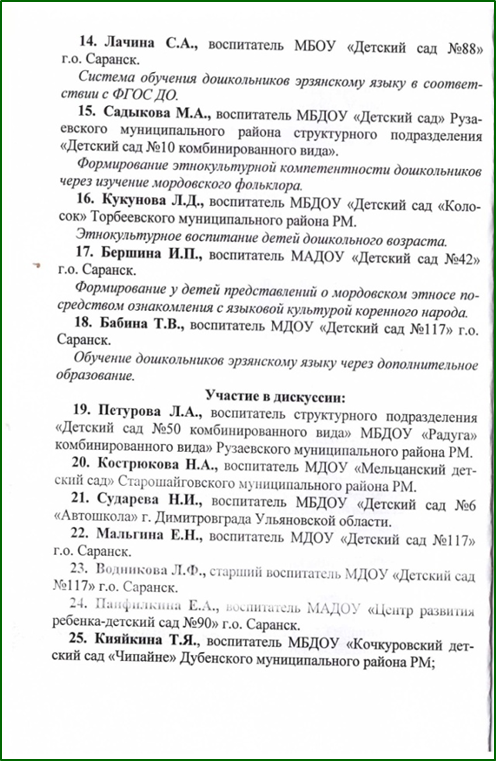 14. Лачина С.А., воспитатель МБОУ «Детский сад №88»
г.о. Саранск.
Система обучения дошкольников эрзянскому языку в соответ-
ствии с ФГОС ДО.
15. Садыкова М.А., воспитатель МБДОУ «Детский сад» Руза-
евского муниципального района структурного подразделения
«Детский сад №10 комбинированного вида».
Формирование этнокультурной компетентности дошкольников
через изучение мордовского фольклора.
16. Кукунова Л.Д., воспитатель МБДОУ «Детский сад «Коло-
сок» Торбеевского муниципального района РМ.
Этнокультурное воспитание детей дошкольного возраста.
17. Бершина И.П., воспитатель МАДОУ «Детский сад №42»
г.о. Саранск.
Формирование у детей представлений о мордовском этносе по-
средством ознакомления с языковой культурой коренного народа.
18. Бабина Т.В., воспитатель МДОУ «Детский сад №117» г.о.
Саранск.
Обучение дошкольников эрзянскому языку через дополнительное
образование.
Участие в дискуссии:
19. Петурова Л.А., воспитатель структурного подразделения
«Детский сад №50 комбинированного вида» МБДОУ «Радуга»
комбинированного вида» Рузаевского муниципального района РМ.
20. Кострюкова Н.А., воспитатель МДОУ «Мельцанский дет-
ский сад» Старошайговского муниципального района РМ.
21. Сударева Н.И., воспитатель МБДОУ «Детский сад №6
«Автошкола» г. Димитровграда Ульяновской области.
22. Мальгина Е.Н., воспитатель МДОУ «Детский сад №117»
г.о. Саранск.
23. Водникова Л.Ф., старший воспитатель МДОУ «Детский сад
№117» г.о. Саранск.
24. Панфилкина Е.А., воспитатель МАДОУ «Центр развития
ребенка-детский сад №90» г.о. Саранск.
25. Кияйкина Т.Я., воспитатель МБДОУ «Кочкуровский дет-
ский сад «Чипайне» Дубенского муниципального района РМ;